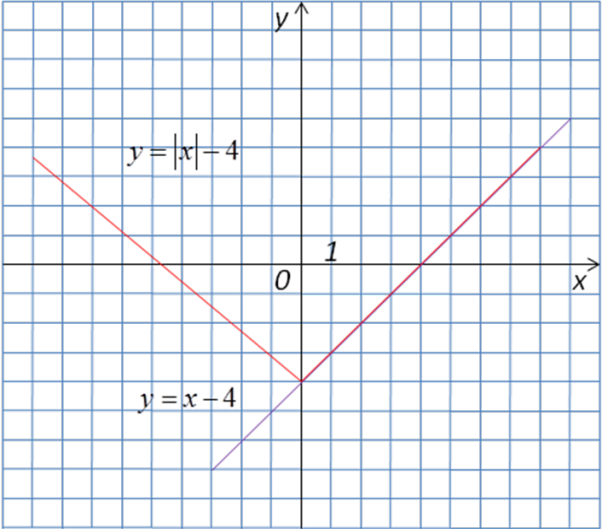 y
y = |x| − 4
1
0
x
y = x − 4